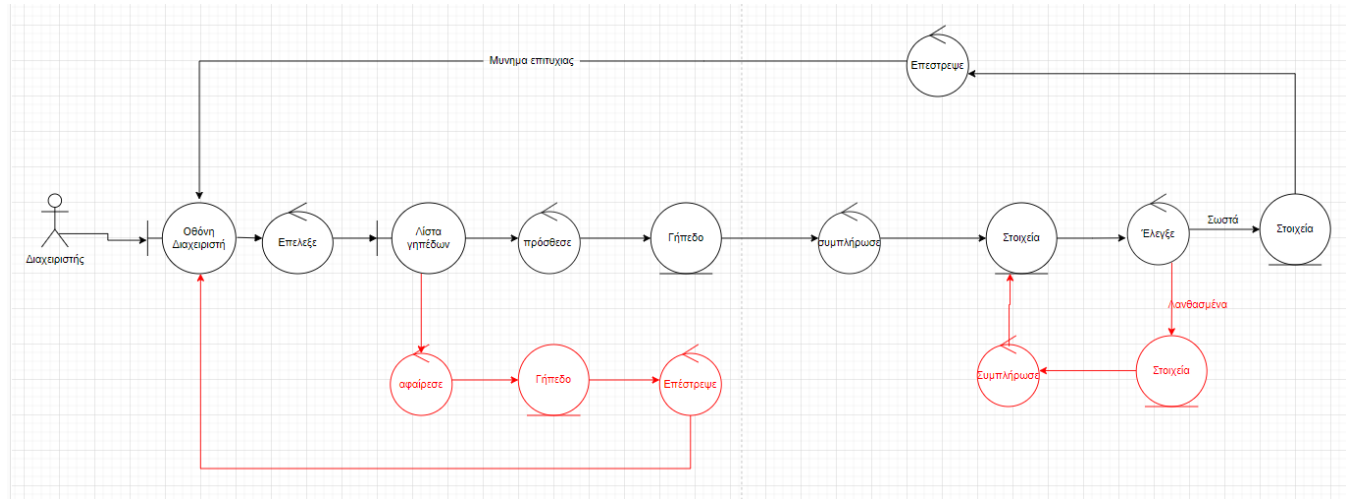 Επεστρεψε
Μυνημα επιτυχιας
Οθόνη
Διαχειριστή
Επελεξε
Λίστα
γηπέδων
πρόσθεσε
Γήπεδο
συμπλήρωσε
Στοιχεία
Έλεγξε
Σωστά
Στοιχεία
Διαχειριστής
Λανθασμένα
αφαίρεσε
Γήπεδο
Επέστρεψε
Συμπλήρωσε
Στοιχεία